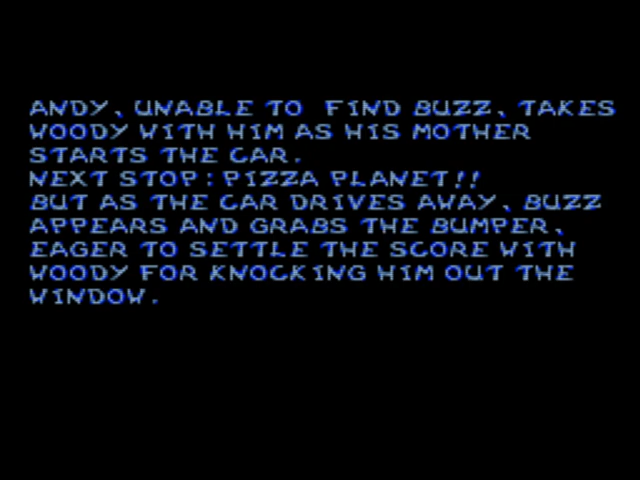 ANDY, UNABLE TO FIND BUZZ, TAKES
WOODY WITH HIM AS HIS MOTHER
STARTS THE CAR.
NEXT STOP: PIZZA PLANET!!
BUT AS THE CAR DRIVES AWAY, BUZZ
APPEARS AND GRABS THE BUMPER,
EAGER TO SETTLE THE SCORE WITH
WOODY FOR KNOCKING HIM OUT THE
WINDOW.